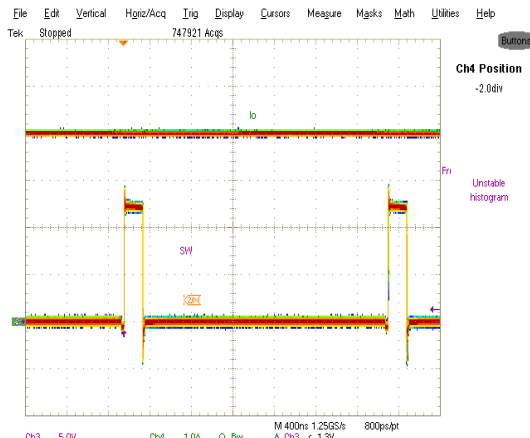 File Edit Vertical Horiz/Acq Trig Display Cursors Measure Masks Math Utilities Help
Tek Stopped 747921 Acqs
Buttons
Ch4 Position
-2.0div
Io
Unstable
histogram
SW
M 400ns 1.25GS/s 800ps/pt
Ch3 5.0V Ch4 1.0A Ω Bw A Ch3 1.3V